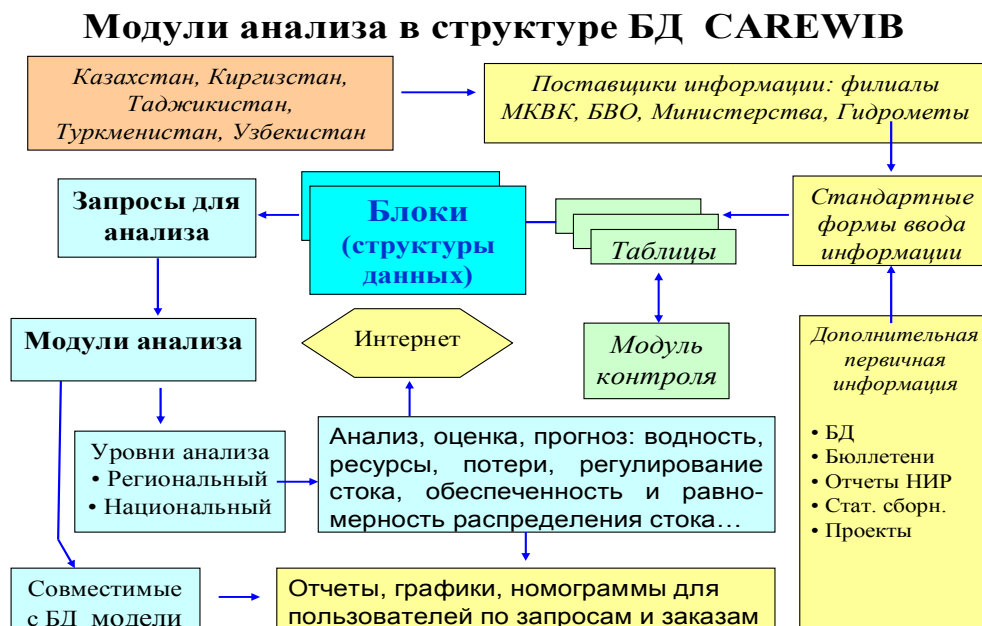 Модули анализа в структуре БД CAREWIB
Казахстан, Киргизстан,
Таджикистан,
Туркменистан, Узбекистан
Поставщики информации: филиалы
МКВК, БВО, Министерства, Гидрометы
Запросы для
анализа
Блоки
(структуры
данных)
Таблицы
Стандартные
формы ввода
информации
Модули анализа
Интернет
Модуль
контроля
Дополнительная
первичная
информация
• БД
• Бюллетени
• Отчеты НИР
• Стат. сборн.
• Проекты
Уровни анализа
• Региональный
• Национальный
Анализ, оценка, прогноз: водность,
ресурсы, потери, регулирование
стока, обеспеченность и равно-
мерность распределения стока…
Совместимые
с БД модели
Отчеты, графики, номограммы для
пользователей по запросам и заказам